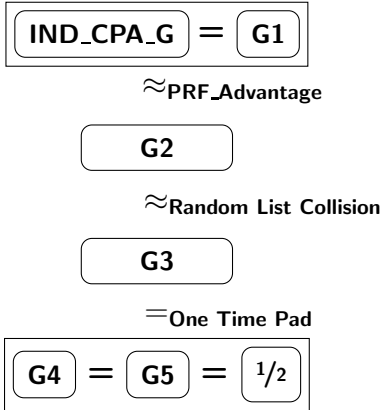 IND_CPA_G = G1
≈PRF_Advantage
G2
≈Random List Collision
G3
=One Time Pad
G4 = G5 = 1/2